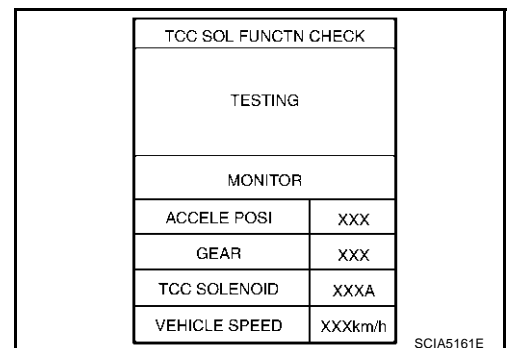 TCC SOL FUNCTN CHECK
TESTING
MONITOR
ACCELE POSI XXX
GEAR XXX
TCC SOLENOID XXXA
VEHICLE SPEED XXXkm/h
SCIA5161E